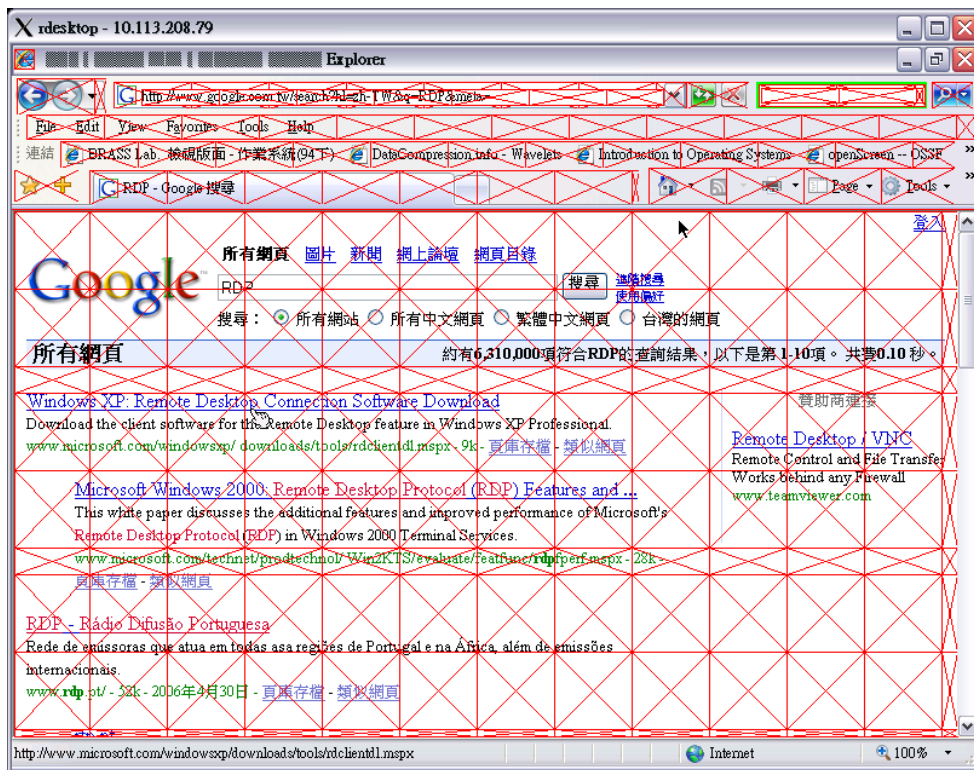 rdesktop - 10.113.208.79
Explorer
http://www.google.com.tw/search?hl=zh-TW&q=RDP&meta=
File Edit View Favorites Tools Help
連結 BRASS Lab. 檢視版面 - 作業系統(94下) DataCompression.info - Wavelets Introduction to Operating Systems openScreen -- OSSF »
RDP - Google 搜尋 Page Tools »
登入
所有網頁 圖片 新聞 網上論壇 網頁目錄
Google™ RDP 搜尋 進階搜尋
使用偏好
搜尋： 所有網站 所有中文網頁 繁體中文網頁 台灣的網頁
所有網頁 約有6,310,000項符合RDP的查詢結果，以下是第 1-10項。 共費0.10 秒。
Windows XP: Remote Desktop Connection Software Download
Download the client software for the Remote Desktop feature in Windows XP Professional.
www.microsoft.com/windowsxp/ downloads/tools/rdclientdl.mspx - 9k - 頁庫存檔 - 類似網頁
Microsoft Windows 2000: Remote Desktop Protocol (RDP) Features and ...
This white paper discusses the additional features and improved performance of Microsoft's
Remote Desktop Protocol (RDP) in Windows 2000 Terminal Services.
www.microsoft.com/technet/prodtechnol/ Win2KTS/evaluate/featfunc/rdpfperf.mspx - 28k -
頁庫存檔 - 類似網頁
RDP - Rádio Difusão Portuguesa
Rede de emissoras que atua em todas asa regiões de Portugal e na África, além de emissões
internacionais.
www.rdp.pt/ - 52k - 2006年4月30日 - 頁庫存檔 - 類似網頁
贊助商連接
Remote Desktop / VNC
Remote Control and File Transfer
Works behind any Firewall
www.teamviewer.com
http://www.microsoft.com/windowsxp/downloads/tools/rdclientdl.mspx Internet 100%